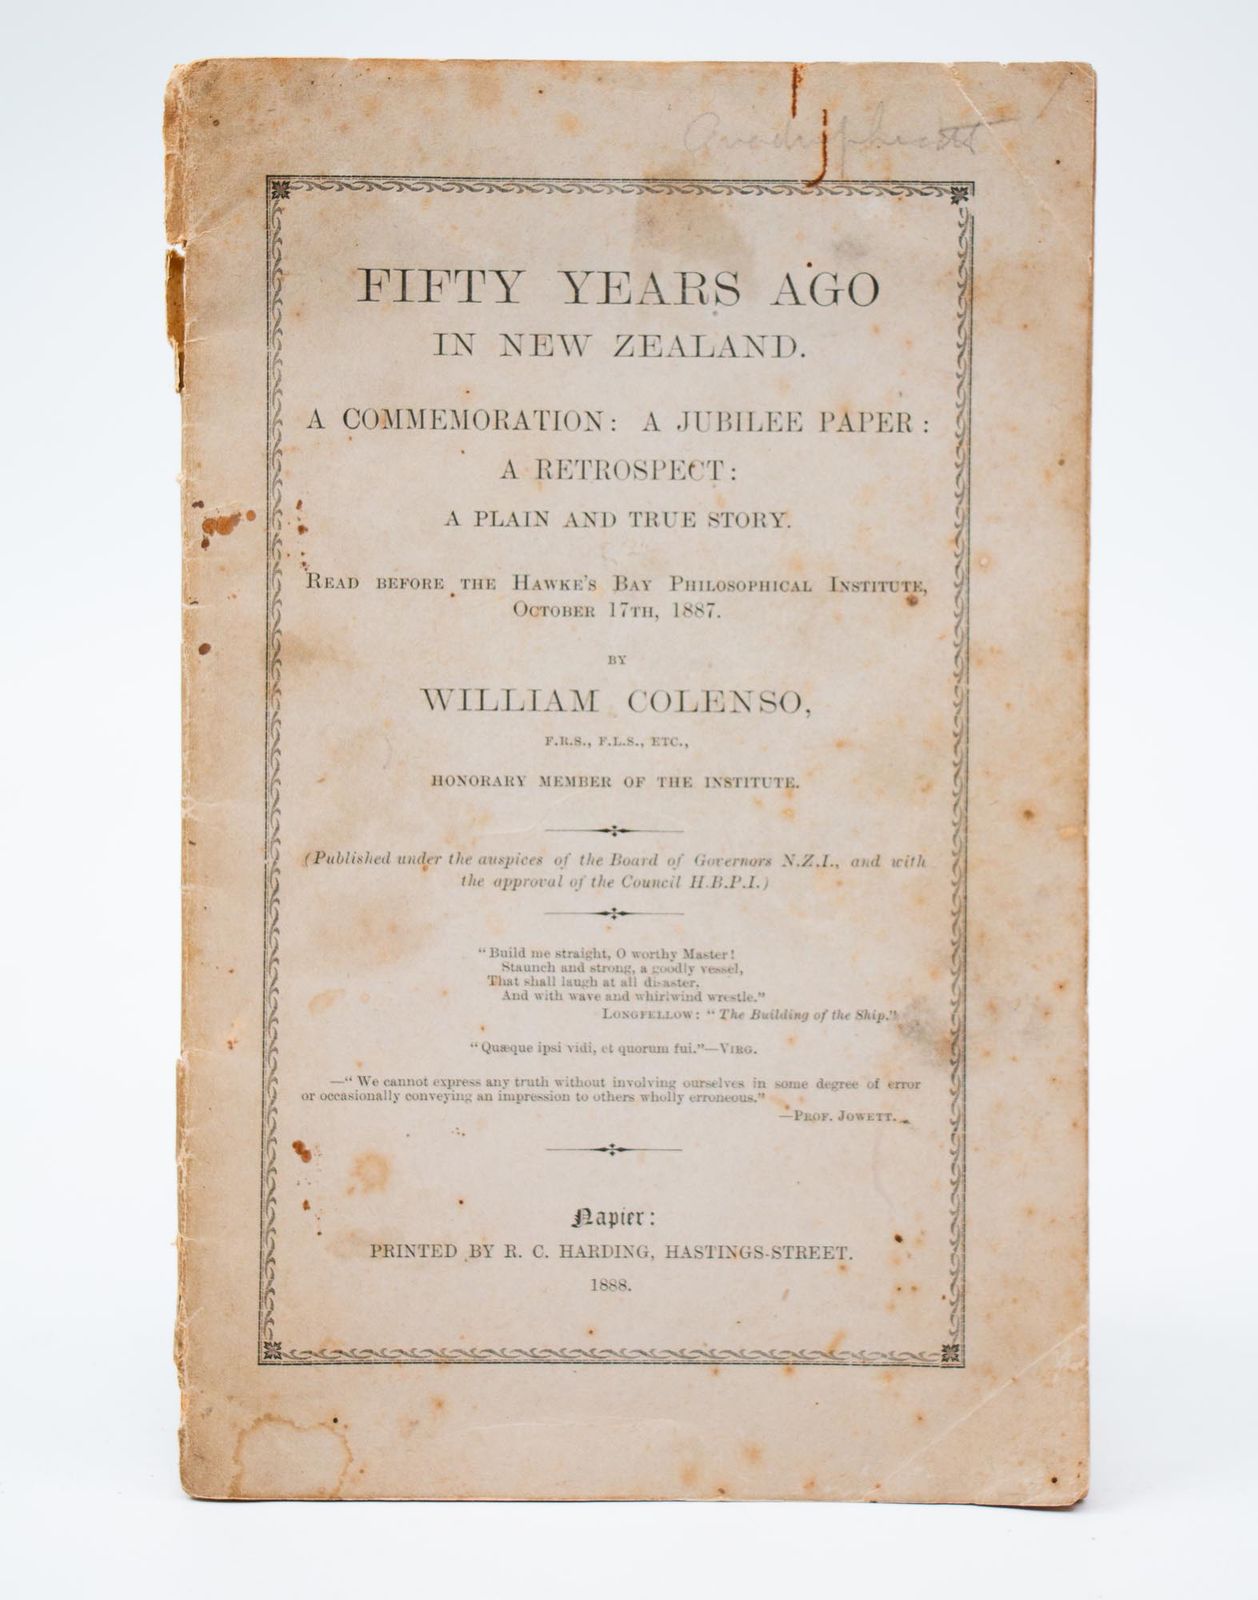 FIFTY YEARS AGO
IN NEW ZEALAND.
A COMMEMORATION: A JUBILEE PAPER:
A RETROSPECT:
A PLAIN AND TRUE STORY.
READ BEFORE THE HAWKE'S BAY PHILOSOPHICAL INSTITUTE,
OCTOBER 17TH, 1887.
BY
WILLIAM COLENSO,
F.R.S., F.L.S., ETC.,
HONORARY MEMBER OF THE INSTITUTE.
(Published under the auspices of the Board of Governors N.Z.I., and with
the approval of the Council H.B.P.I.)
“Build me straight, O worthy Master!
Staunch and strong, a goodly vessel,
That shall laugh at all disaster,
And with wave and whirlwind wrestle.”
LONGFELLOW: “The Building of the Ship.”
“Quæque ipsi vidi, et quorum fui.”—VIRG.
—“We cannot express any truth without involving ourselves in some degree of error
or occasionally conveying an impression to others wholly erroneous.”
—PROF. JOWETT.
Napier:
PRINTED BY R. C. HARDING, HASTINGS-STREET.
1888.